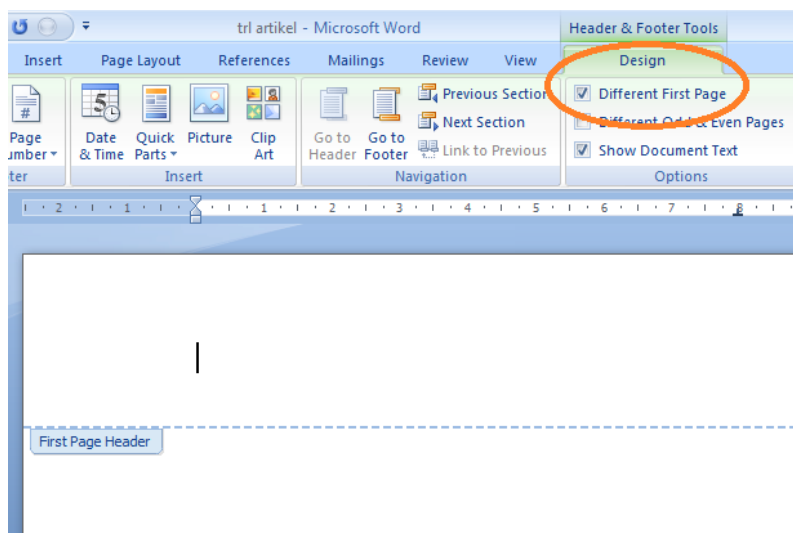 trl artikel - Microsoft Word
Header & Footer Tools
Insert Page Layout References Mailings Review View Design
#
Page
umber
5
Date
& Time
Quick
Parts
Picture
Clip
Art
Go to
Header
Go to
Footer
Previous Section
Next Section
Link to Previous
Different First Page
Different Odd & Even Pages
Show Document Text
ter Insert Navigation Options
2 1 1 2 3 4 5 6 7 8
First Page Header